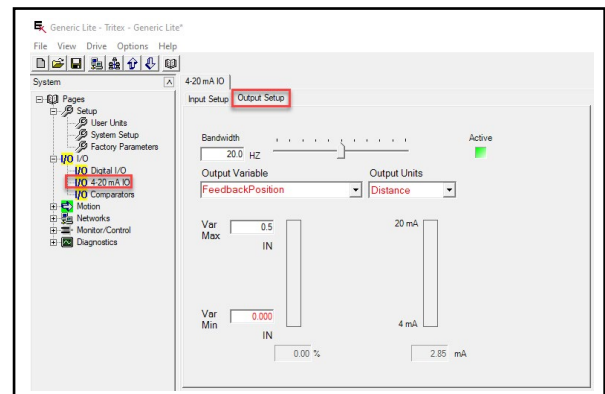 Generic Lite - Tritex - Generic Lite*
File View Drive Options Help
System
4-20 mA IO
Pages
Setup
User Units
System Setup
Factory Parameters
I/O I/O
I/O Digital I/O
I/O 4-20 mA IO
I/O Comparators
Motion
Networks
Monitor/Control
Diagnostics
Input Setup Output Setup
Bandwidth
Active
20.0 HZ
Output Variable Output Units
FeedbackPosition Distance
Var Max 0.5 IN
20 mA
Var Min 0.000 IN
4 mA
0.00 % 2.85 mA